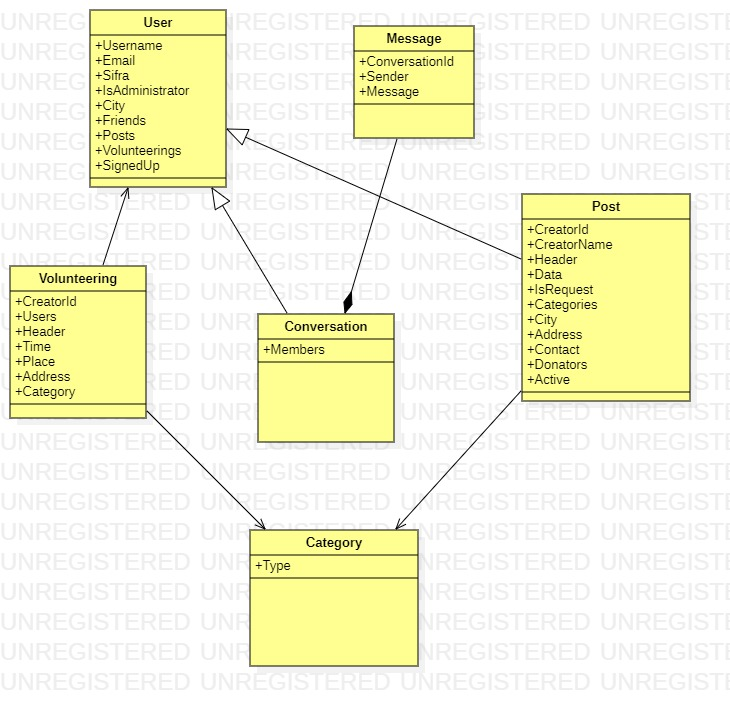 User
+Username
+Email
+Sifra
+IsAdministrator
+City
+Friends
+Posts
+Volunteerings
+SignedUp
Message
+ConversationId
+Sender
+Message
Post
+CreatorId
+CreatorName
+Header
+Data
+IsRequest
+Categories
+City
+Address
+Contact
+Donators
+Active
Volunteering
+CreatorId
+Users
+Header
+Time
+Place
+Address
+Category
Conversation
+Members
Category
+Type
UNREGISTERED UNREGISTERED UNREGISTERED UNREGISTERED